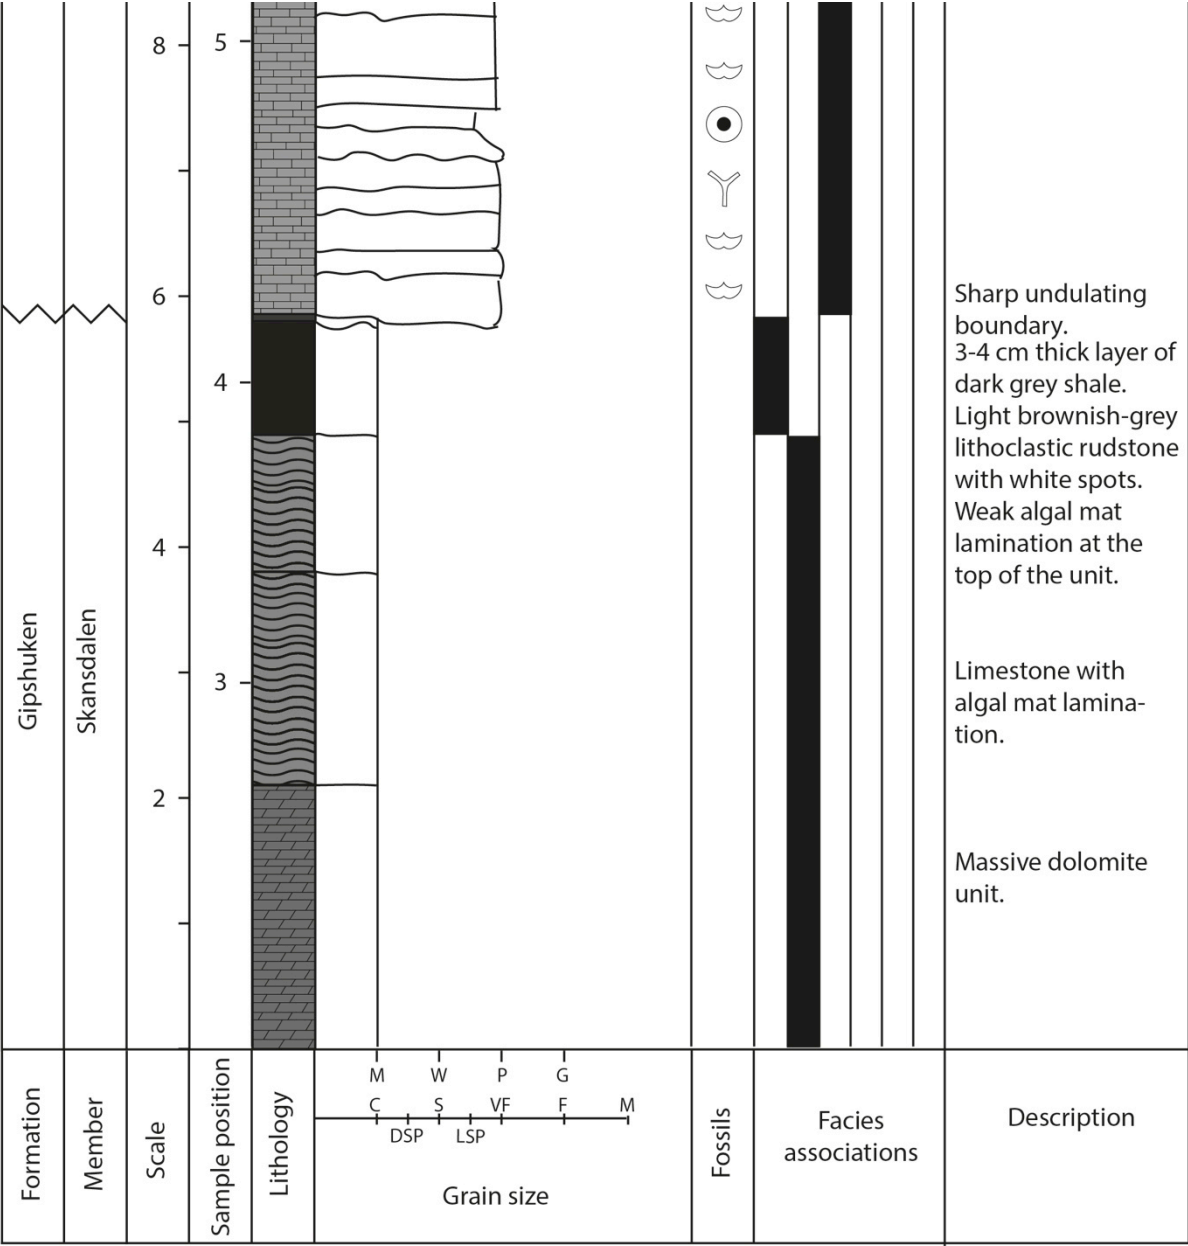 8
5
6
Sharp undulating
boundary.
3-4 cm thick layer of
dark grey shale.
4
Light brownish-grey
lithoclastic rudstone
with white spots.
Weak algal mat
lamination at the
top of the unit.
4
Gipshuken
Skansdalen
3
Limestone with
algal mat lamina-
tion.
2
Massive dolomite
unit.
Formation
Member
Scale
Sample position
Lithology
M W P G
C S VF F M
DSP LSP
Grain size
Fossils
Facies
associations
Description